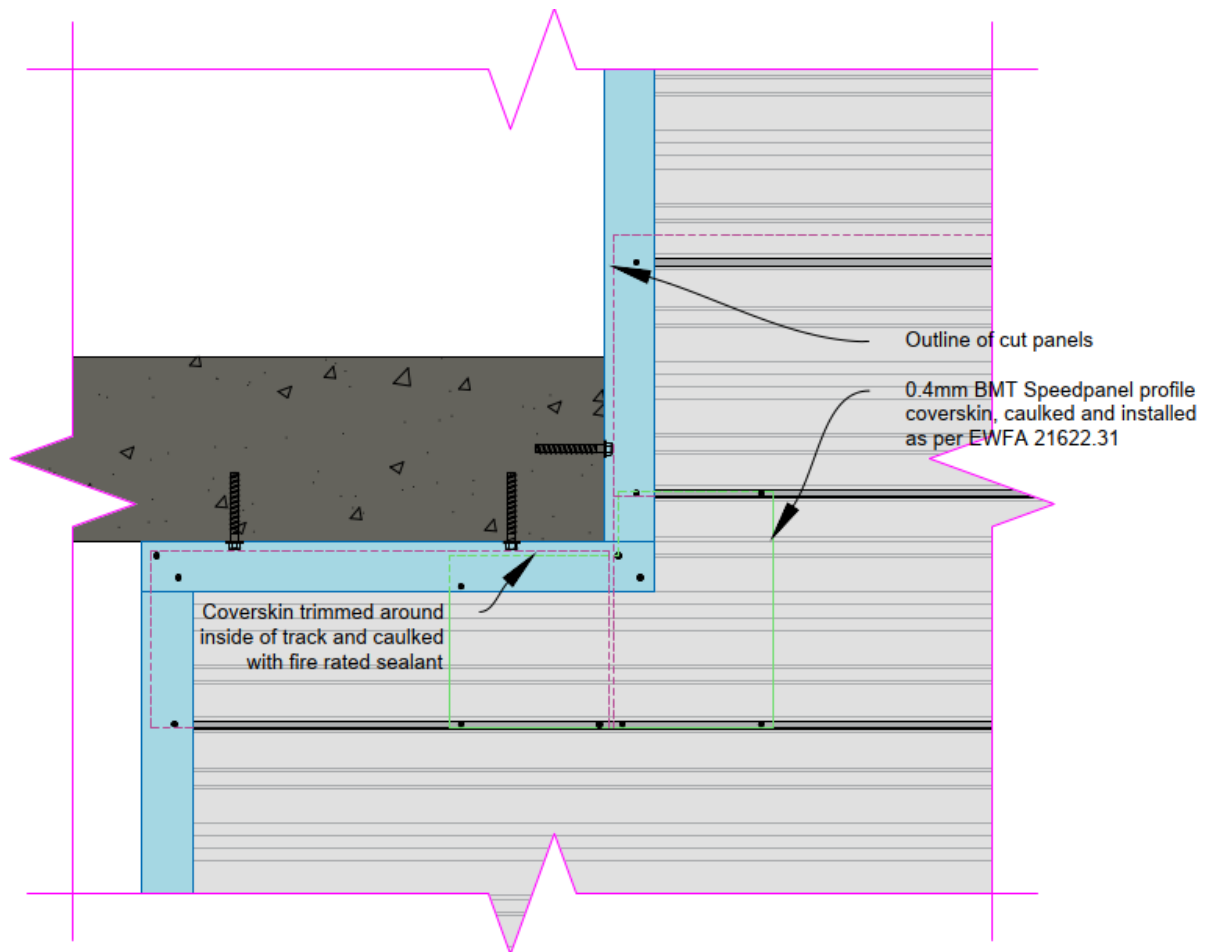 Outline of cut panels
0.4mm BMT Speedpanel profile
coverskin, caulked and installed
as per EWFA 21622.31
Coverskin trimmed around
inside of track and caulked
with fire rated sealant